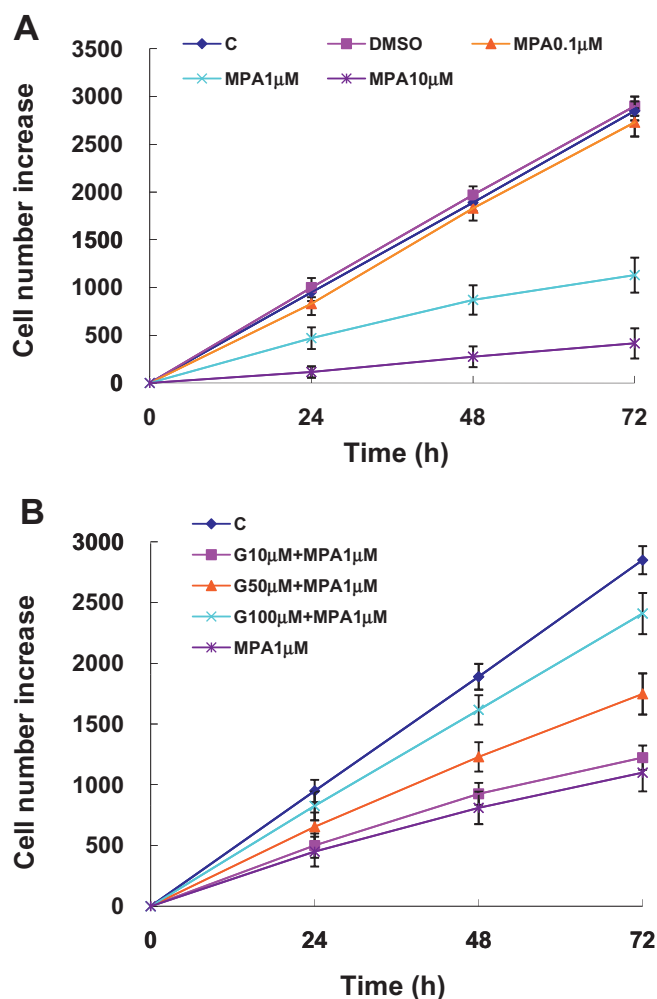 A
C DMSO MPA0.1μM
MPA1μM MPA10μM
3500
3000
2500
2000
1500
1000
500
0
Cell number increase
0 24 48 72
Time (h)
B
C
G10μM+MPA1μM
G50μM+MPA1μM
G100μM+MPA1μM
MPA1μM
3000
2500
2000
1500
1000
500
0
Cell number increase
0 24 48 72
Time (h)